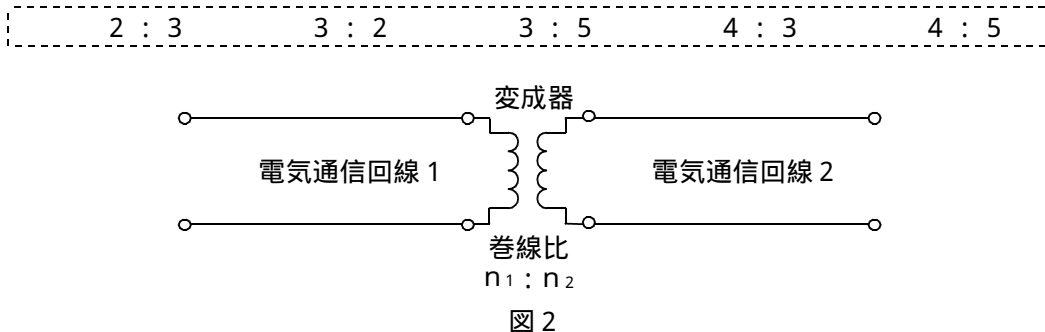 2 : 3 3 : 2 3 : 5 4 : 3 4 : 5
変成器
電気通信回線1 電気通信回線2
巻線比
n₁ : n₂
図2